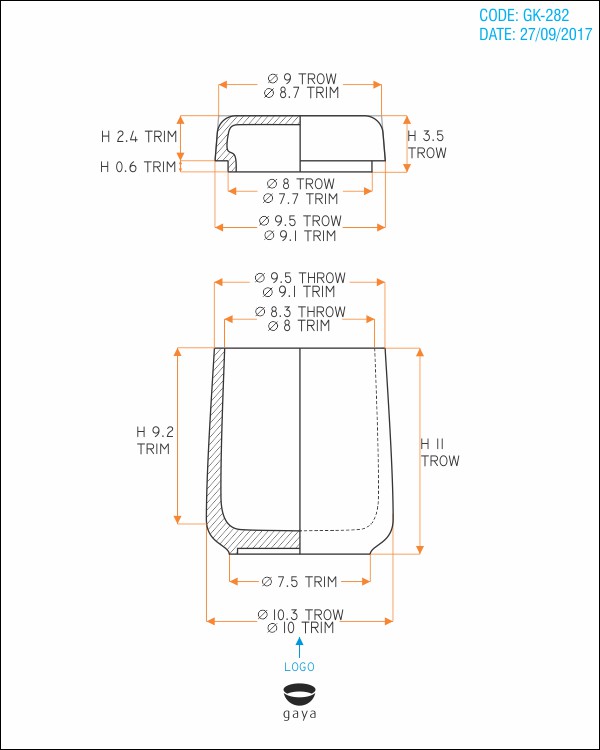 CODE: GK-282
DATE: 27/09/2017
Ø 9 TROW
Ø 8.7 TRIM
H 2.4 TRIM
H 3.5
TROW
H 0.6 TRIM
Ø 8 TROW
Ø 7.7 TRIM
Ø 9.5 TROW
Ø 9.1 TRIM
Ø 9.5 THROW
Ø 9.1 TRIM
Ø 8.3 THROW
Ø 8 TRIM
H 9.2
TRIM
H 11
TROW
Ø 7.5 TRIM
Ø 10.3 TROW
Ø 10 TRIM
LOGO
gaya